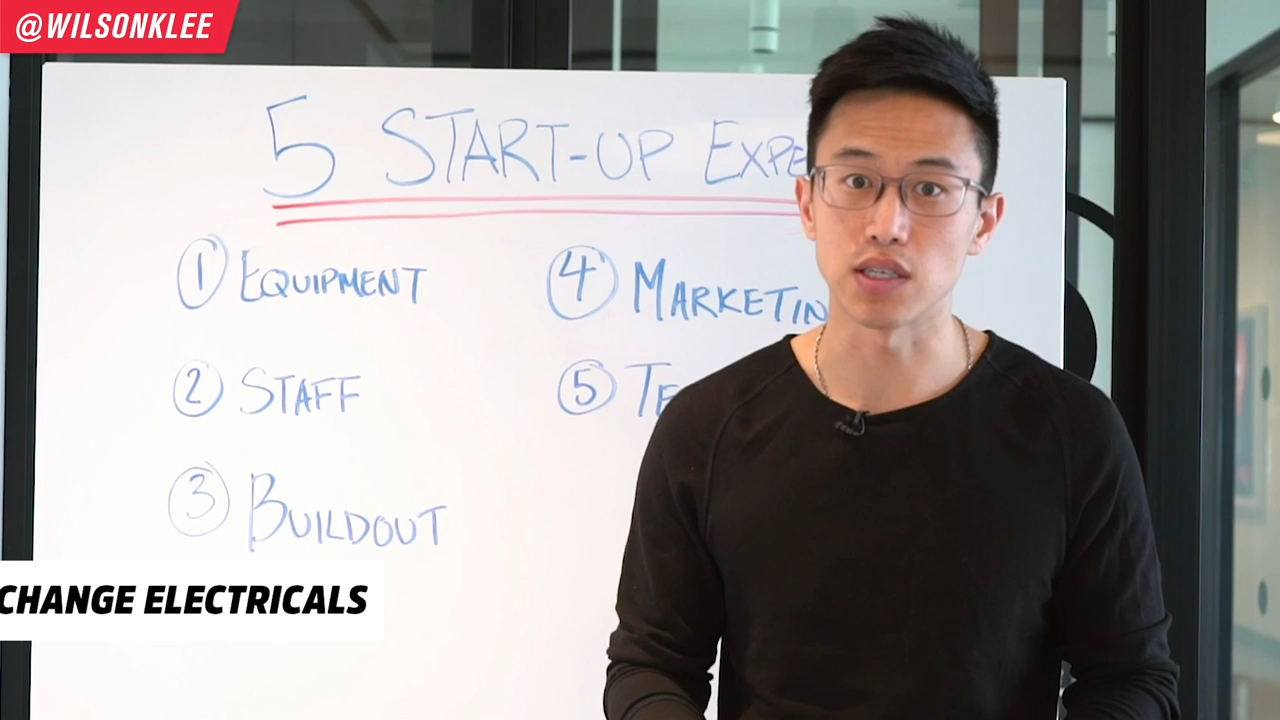 @WILSONKLEE
5 START-UP EXPE
1 EQUIPMENT
2 STAFF
3 BUILDOUT
4 MARKETIN
5 TE
CHANGE ELECTRICALS